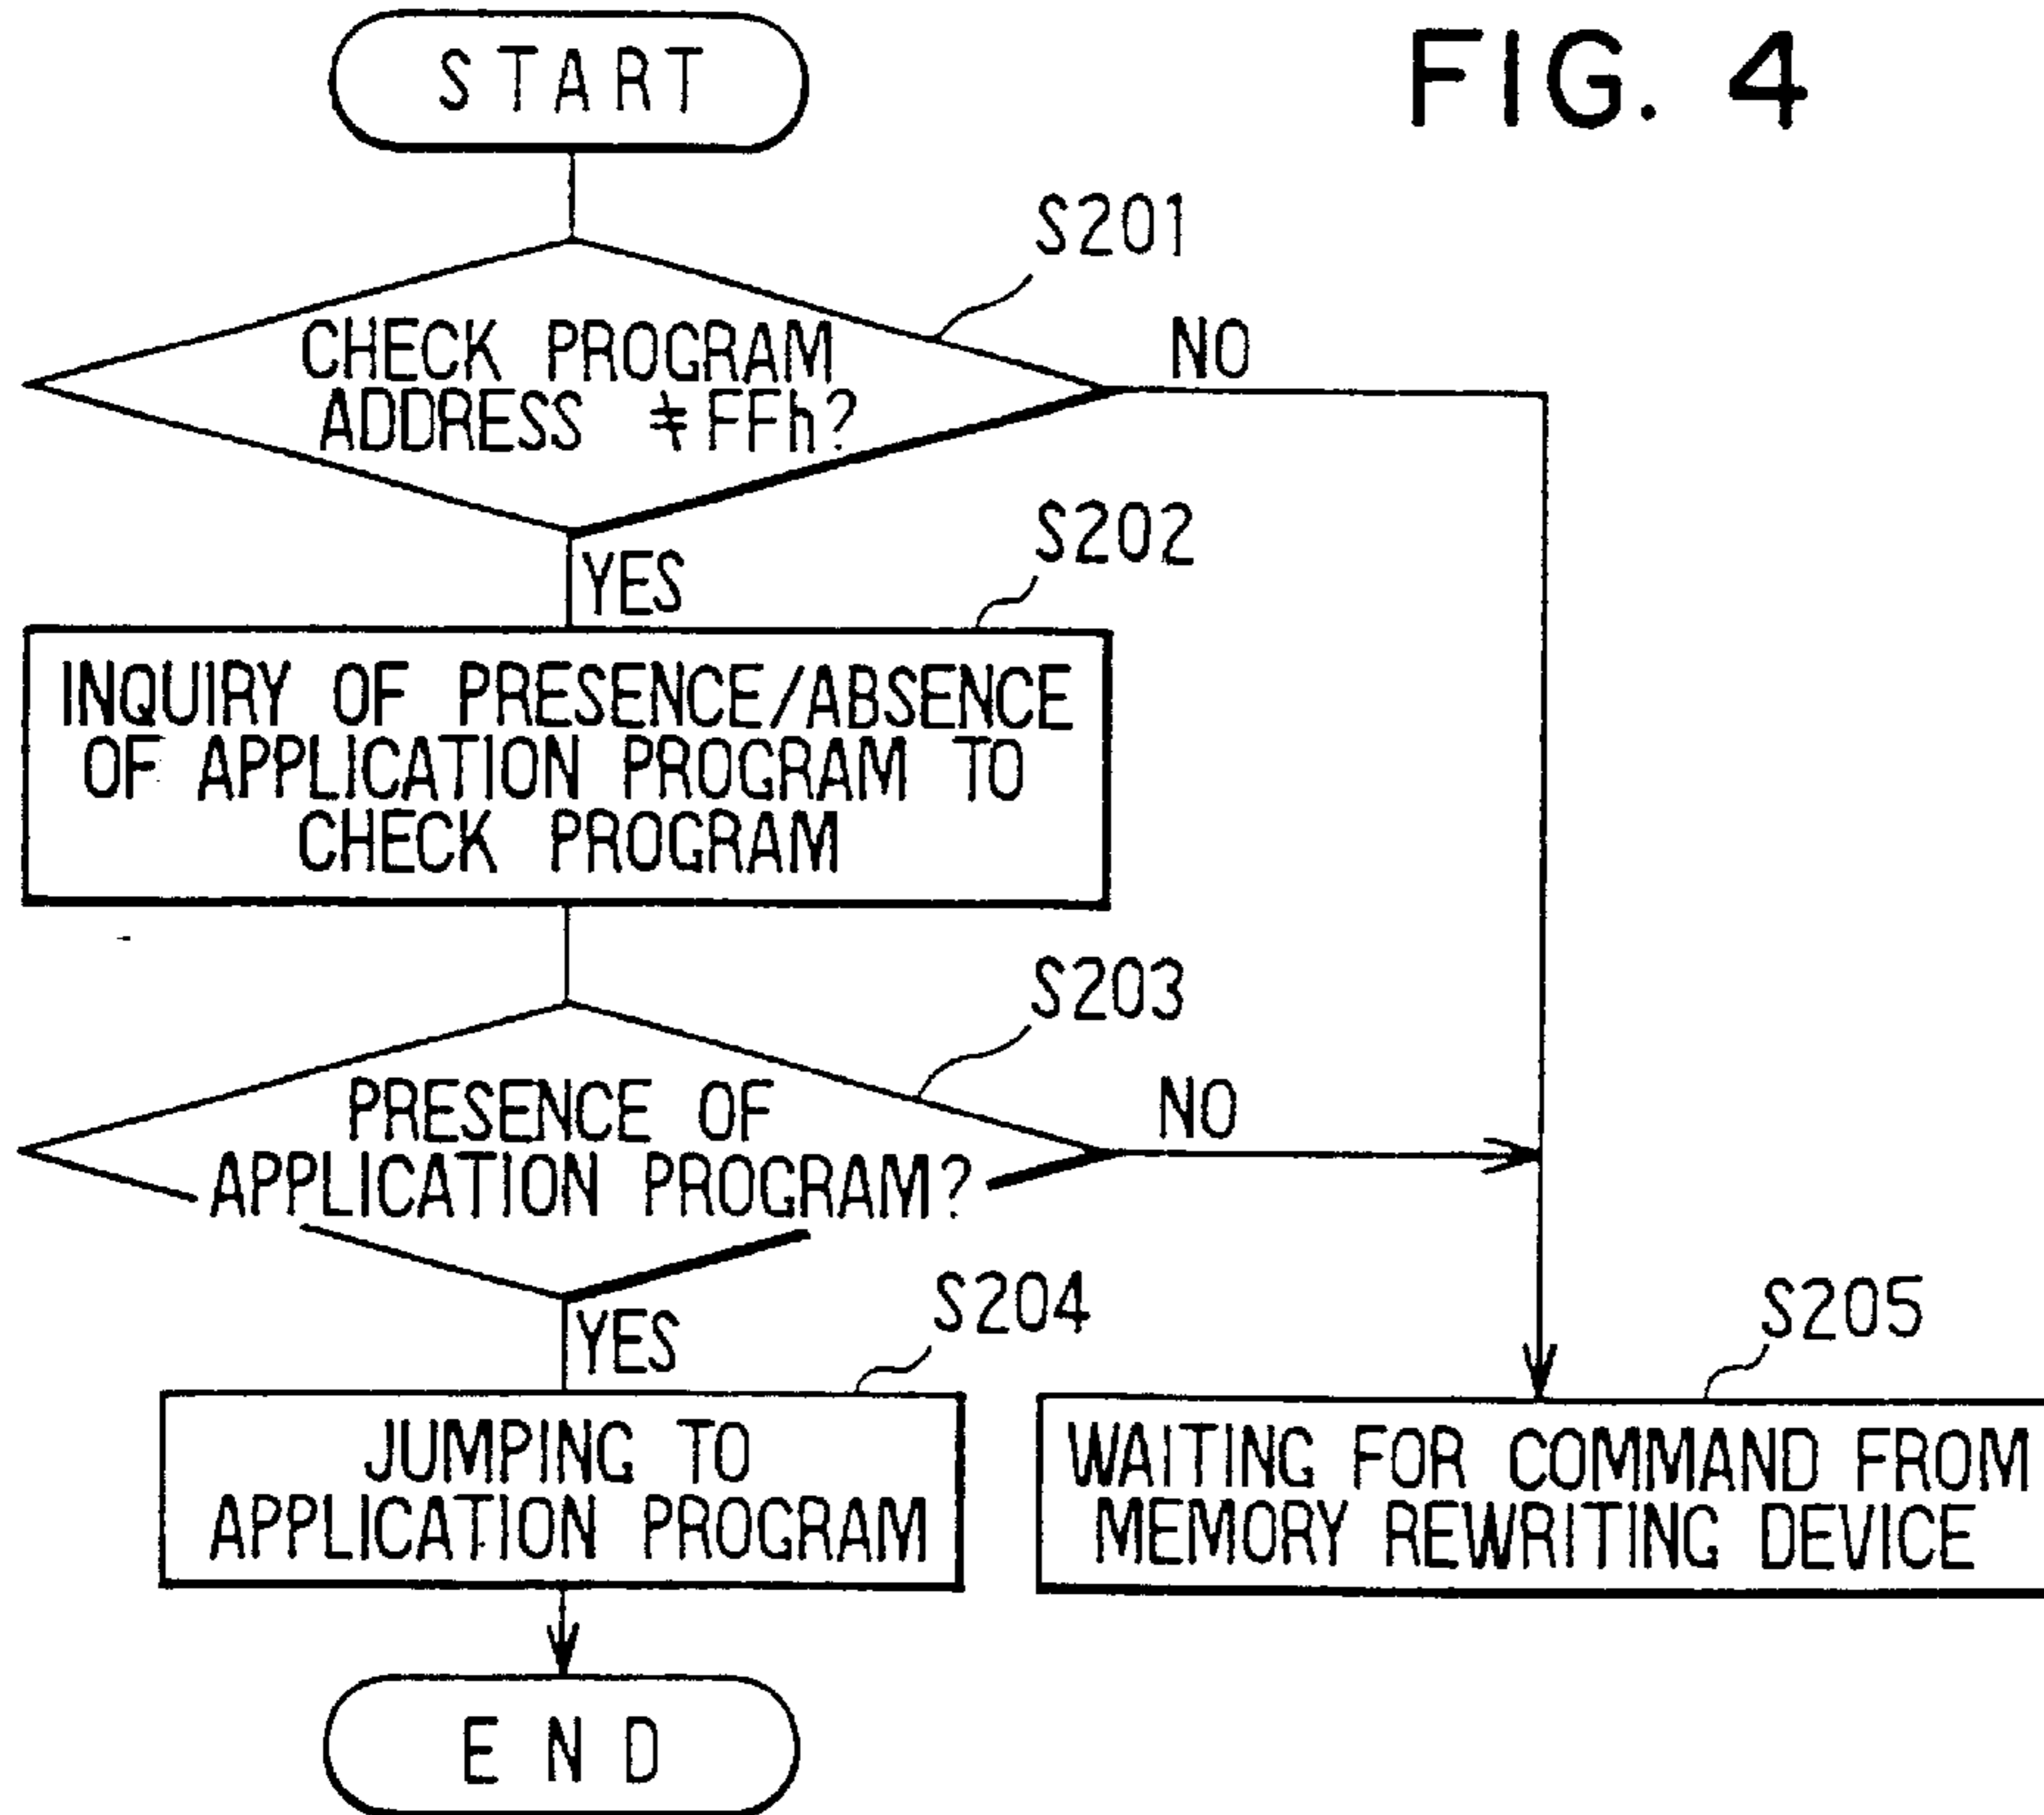 FIG. 4
START
S201
CHECK PROGRAM
ADDRESS ≠FFh?
NO
YES
S202
INQUIRY OF PRESENCE/ABSENCE
OF APPLICATION PROGRAM TO
CHECK PROGRAM
S203
PRESENCE OF
APPLICATION PROGRAM?
NO
YES
S204
JUMPING TO
APPLICATION PROGRAM
S205
WAITING FOR COMMAND FROM
MEMORY REWRITING DEVICE
END